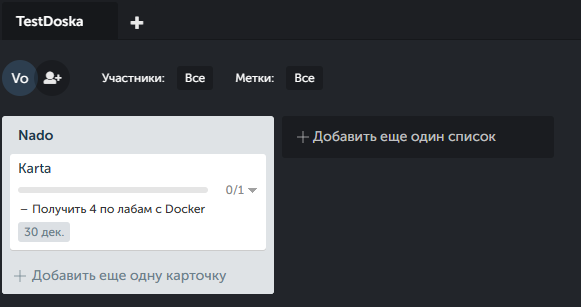 TestDoska
Vo
Участники: Все Метки: Все
Nado
Добавить еще один список
Karta
0/1
– Получить 4 по лабам с Docker
30 дек.
Добавить еще одну карточку